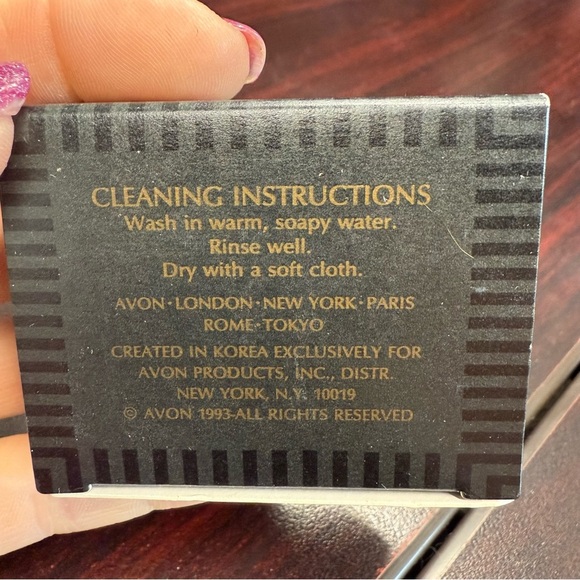 CLEANING INSTRUCTIONS
Wash in warm, soapy water.
Rinse well.
Dry with a soft cloth.
AVON·LONDON·NEW YORK·PARIS
ROME·TOKYO
CREATED IN KOREA EXCLUSIVELY FOR
AVON PRODUCTS, INC., DISTR.
NEW YORK, N.Y. 10019
© AVON 1993-ALL RIGHTS RESERVED